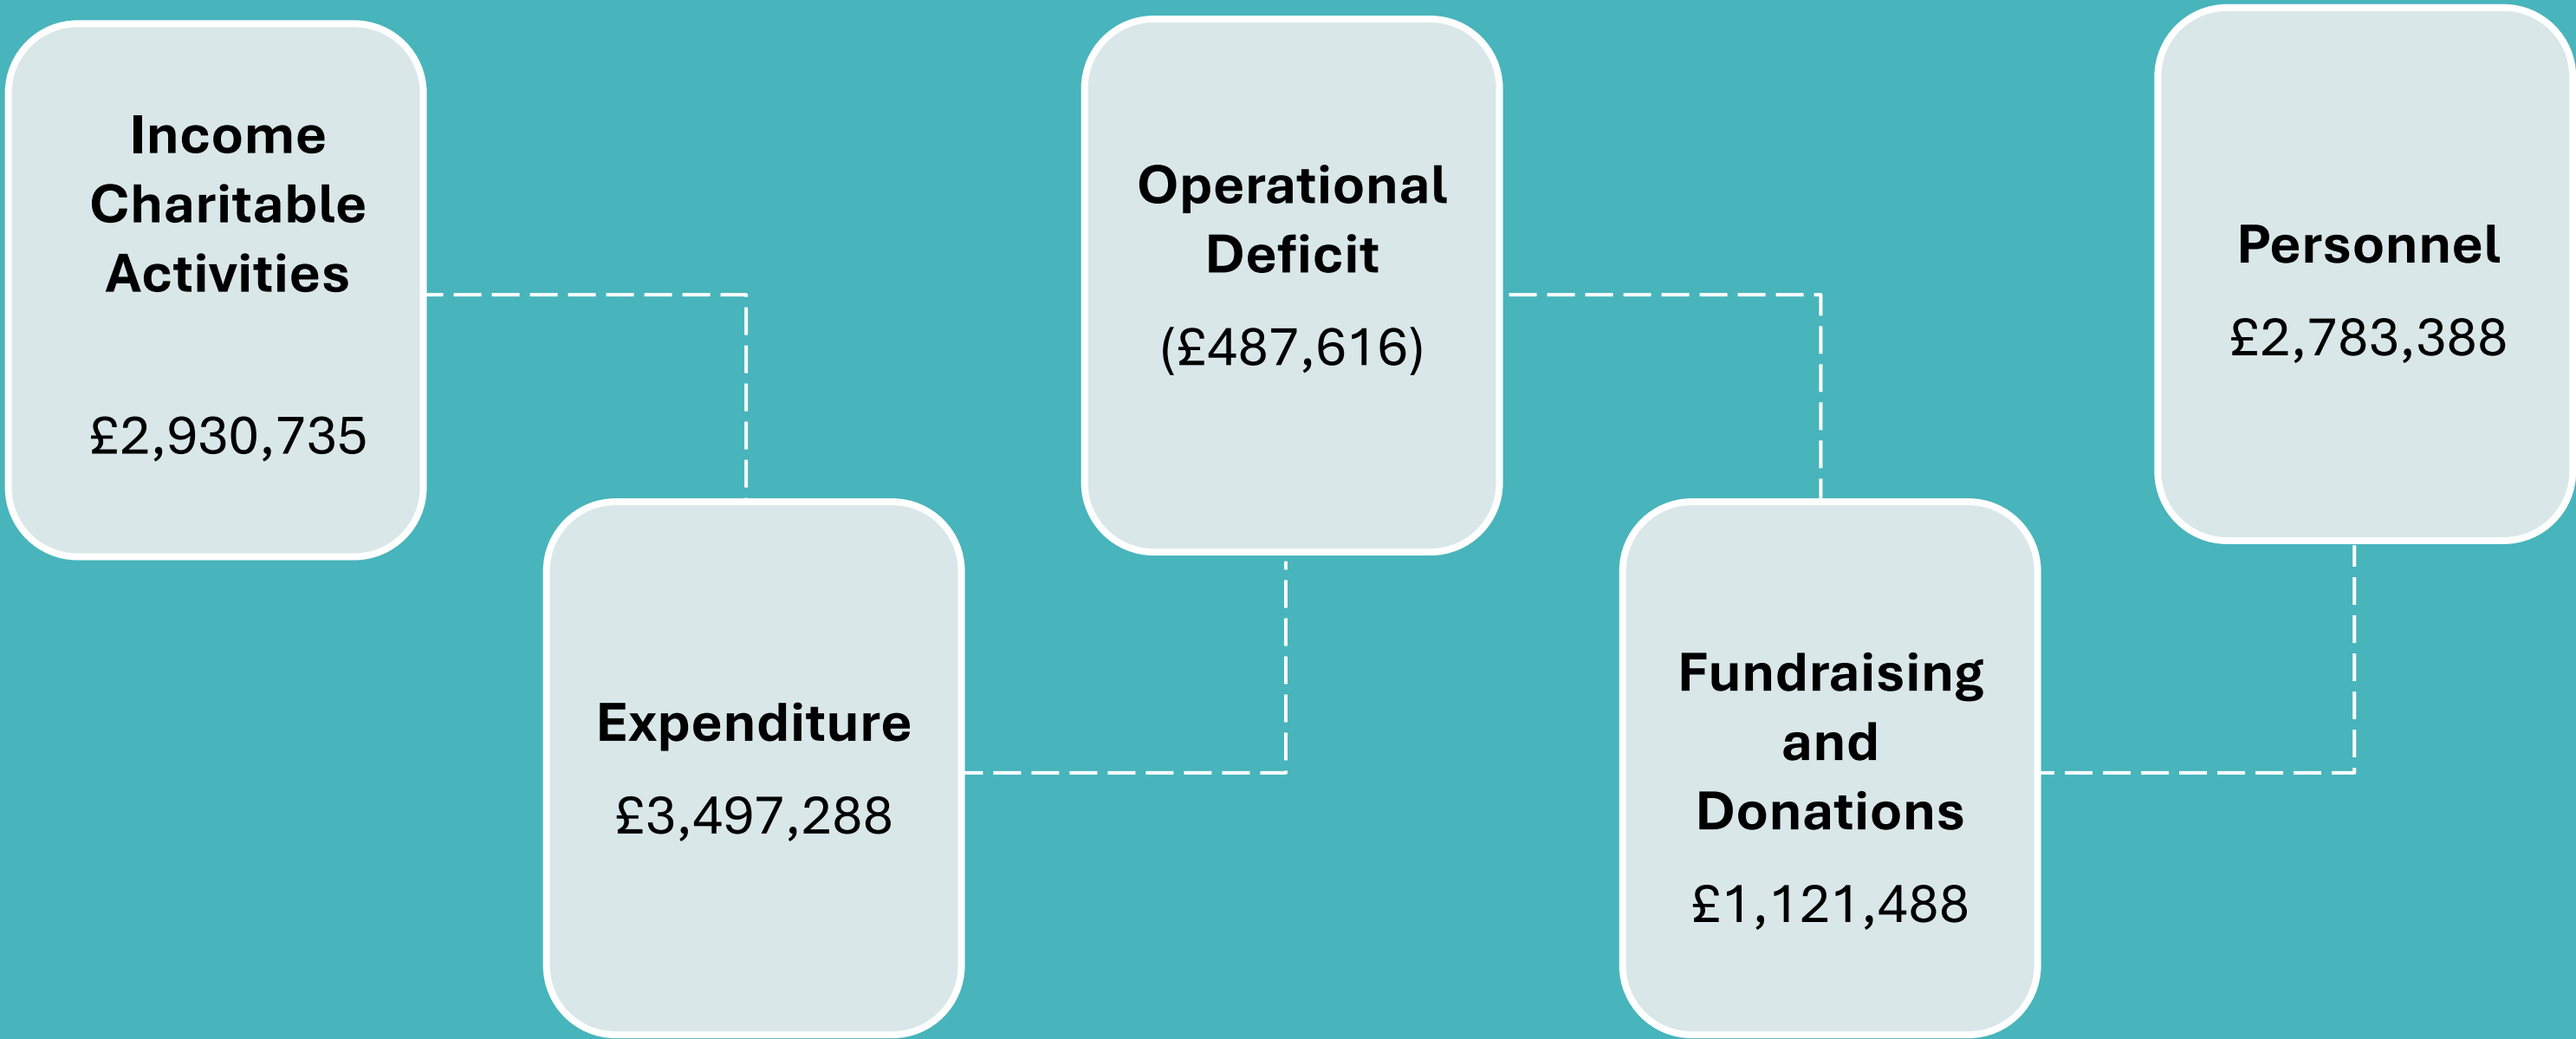 Income
Charitable
Activities
£2,930,735
Expenditure
£3,497,288
Operational
Deficit
(£487,616)
Fundraising
and
Donations
£1,121,488
Personnel
£2,783,388